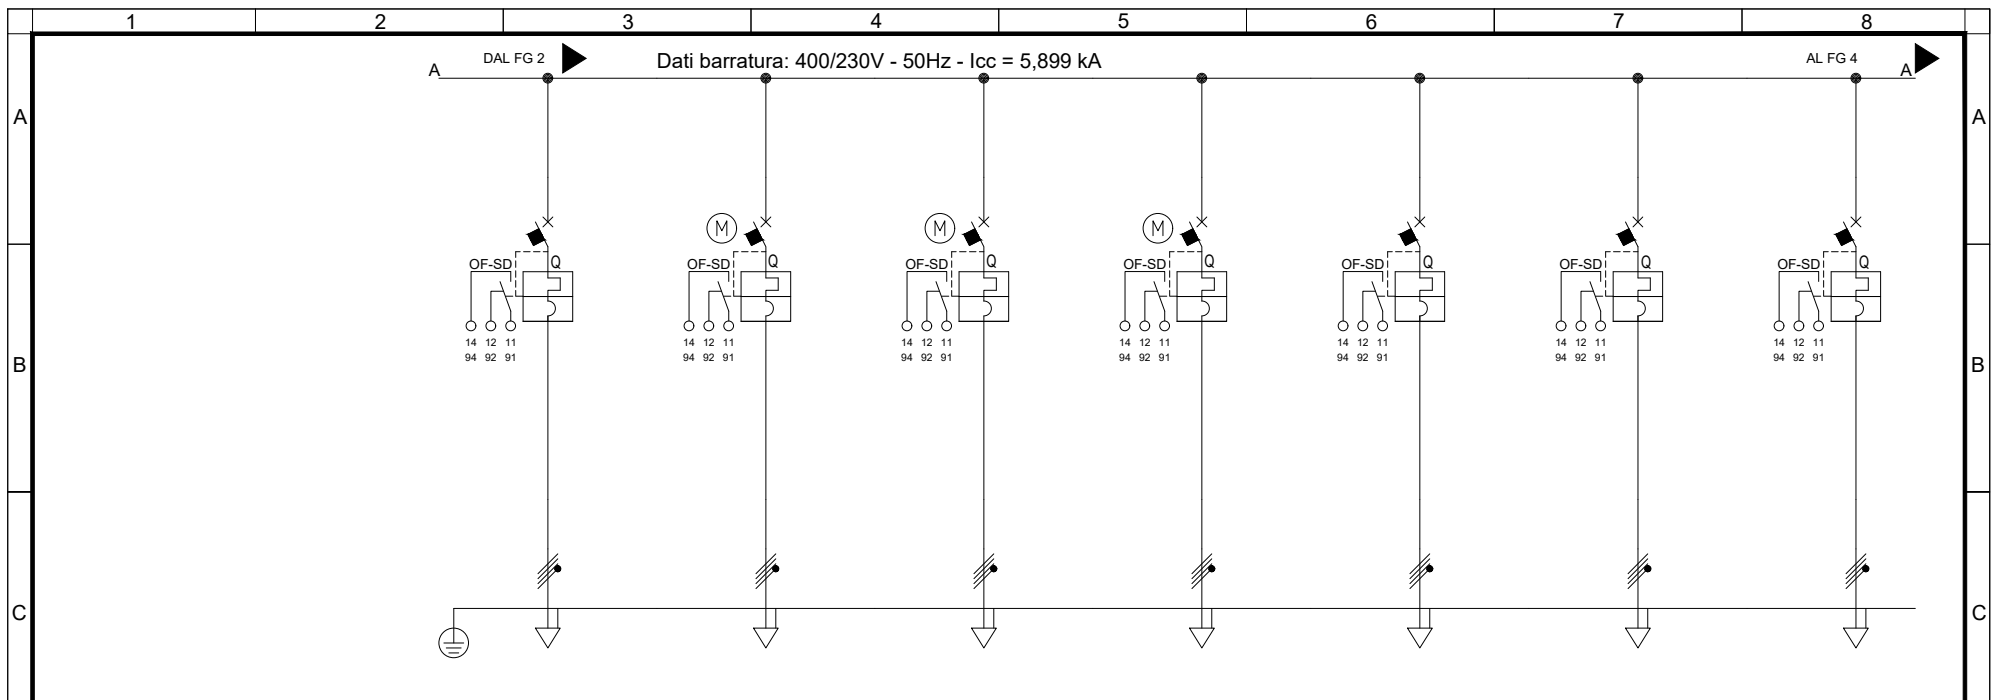 1 2 3 4 5 6 7 8
DAL FG 2 Dati barratura: 400/230V - 50Hz - Icc = 5,899 kA AL FG 4
A A
A A
M M M
OF-SD Q OF-SD Q OF-SD Q OF-SD Q OF-SD Q OF-SD Q OF-SD Q
14 12 11 14 12 11 14 12 11 14 12 11 14 12 11 14 12 11 14 12 11
94 92 91 94 92 91 94 92 91 94 92 91 94 92 91 94 92 91 94 92 91
B B
C C